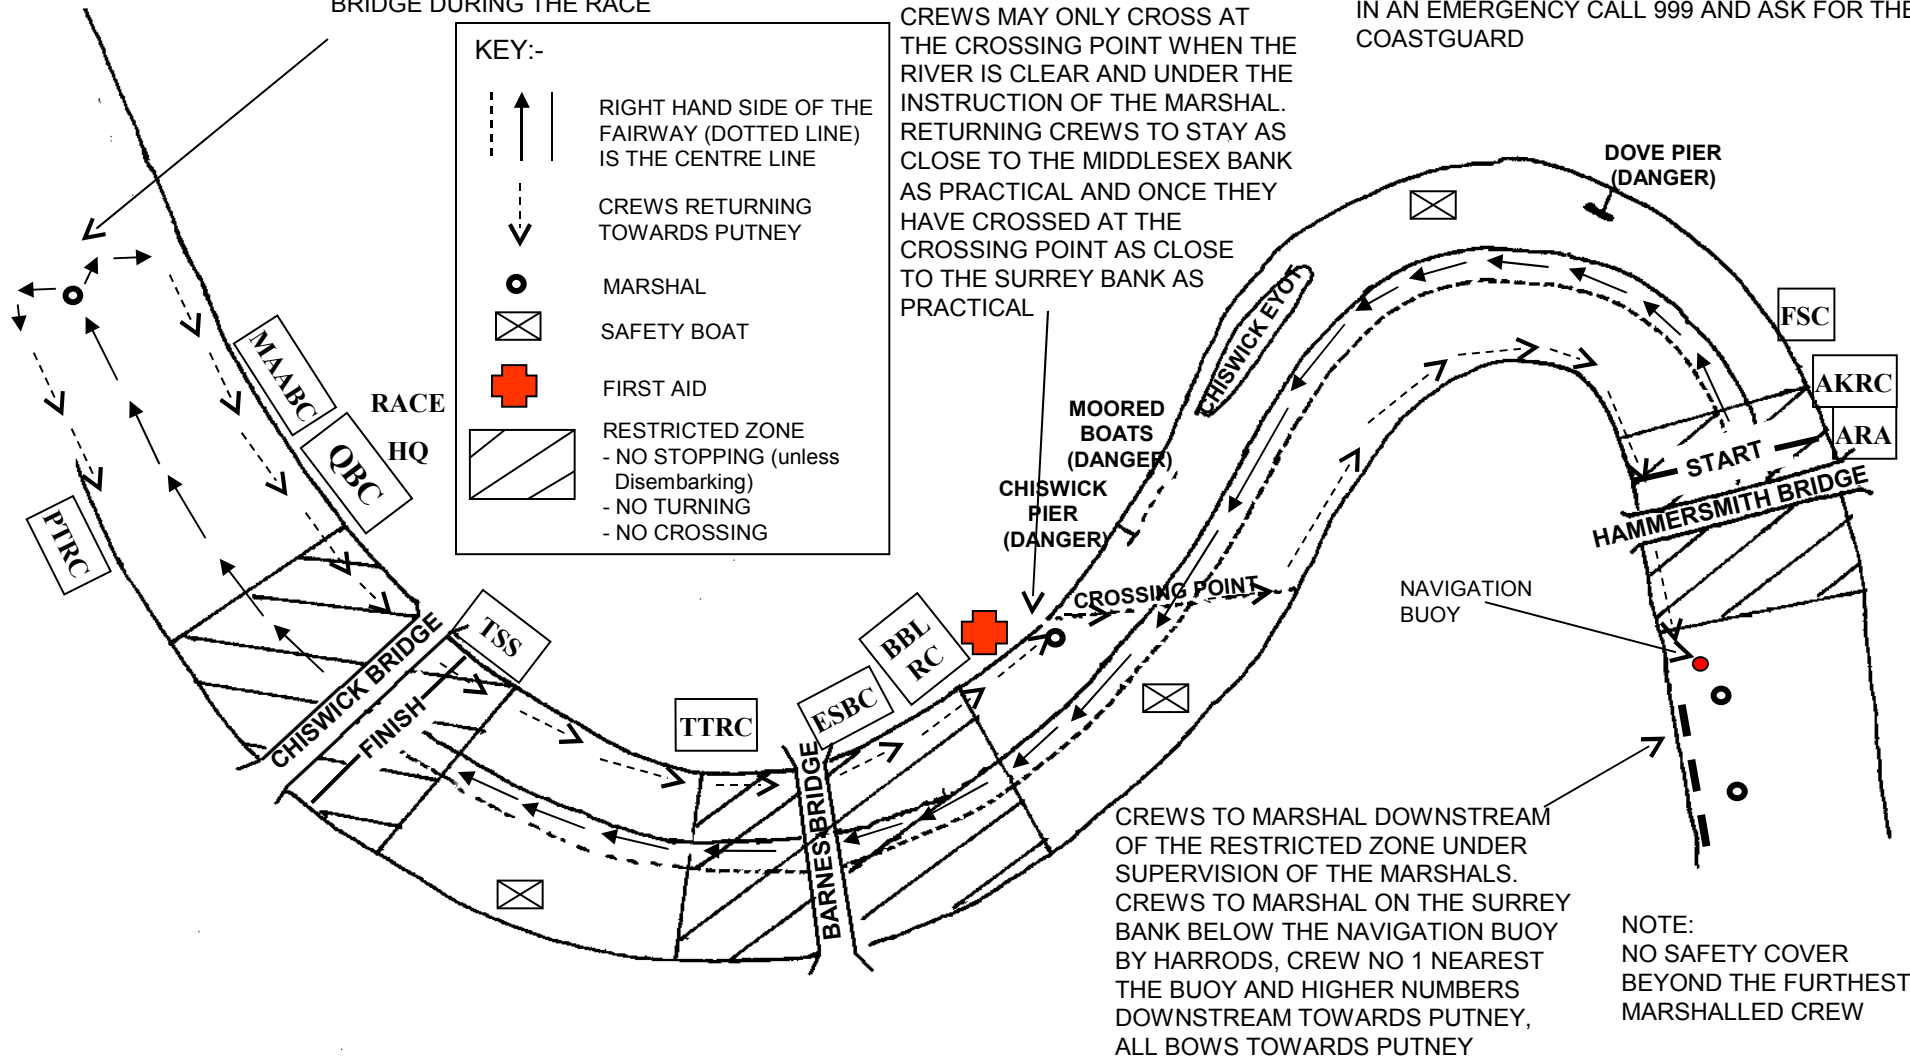 BRIDGE DURING THE RACE
KEY:-
RIGHT HAND SIDE OF THE
FAIRWAY (DOTTED LINE)
IS THE CENTRE LINE
CREWS RETURNING
TOWARDS PUTNEY
MARSHAL
SAFETY BOAT
FIRST AID
RESTRICTED ZONE
- NO STOPPING (unless
Disembarking)
- NO TURNING
- NO CROSSING
CREWS MAY ONLY CROSS AT
THE CROSSING POINT WHEN THE
RIVER IS CLEAR AND UNDER THE
INSTRUCTION OF THE MARSHAL.
RETURNING CREWS TO STAY AS
CLOSE TO THE MIDDLESEX BANK
AS PRACTICAL AND ONCE THEY
HAVE CROSSED AT THE
CROSSING POINT AS CLOSE
TO THE SURREY BANK AS
PRACTICAL
IN AN EMERGENCY CALL 999 AND ASK FOR THE
COASTGUARD
DOVE PIER
(DANGER)
CHISWICK EYOT
MOORED
BOATS
(DANGER)
CHISWICK
PIER
(DANGER)
CROSSING POINT
FSC
AKRC
ARA
START
HAMMERSMITH BRIDGE
NAVIGATION
BUOY
MAABC
QBC
RACE
HQ
PTRC
CHISWICK BRIDGE
FINISH
TSS
TTRC
BARNES BRIDGE
ESBC
BBL
RC
CREWS TO MARSHAL DOWNSTREAM
OF THE RESTRICTED ZONE UNDER
SUPERVISION OF THE MARSHALS.
CREWS TO MARSHAL ON THE SURREY
BANK BELOW THE NAVIGATION BUOY
BY HARRODS, CREW NO 1 NEAREST
THE BUOY AND HIGHER NUMBERS
DOWNSTREAM TOWARDS PUTNEY,
ALL BOWS TOWARDS PUTNEY
NOTE:
NO SAFETY COVER
BEYOND THE FURTHEST
MARSHALLED CREW